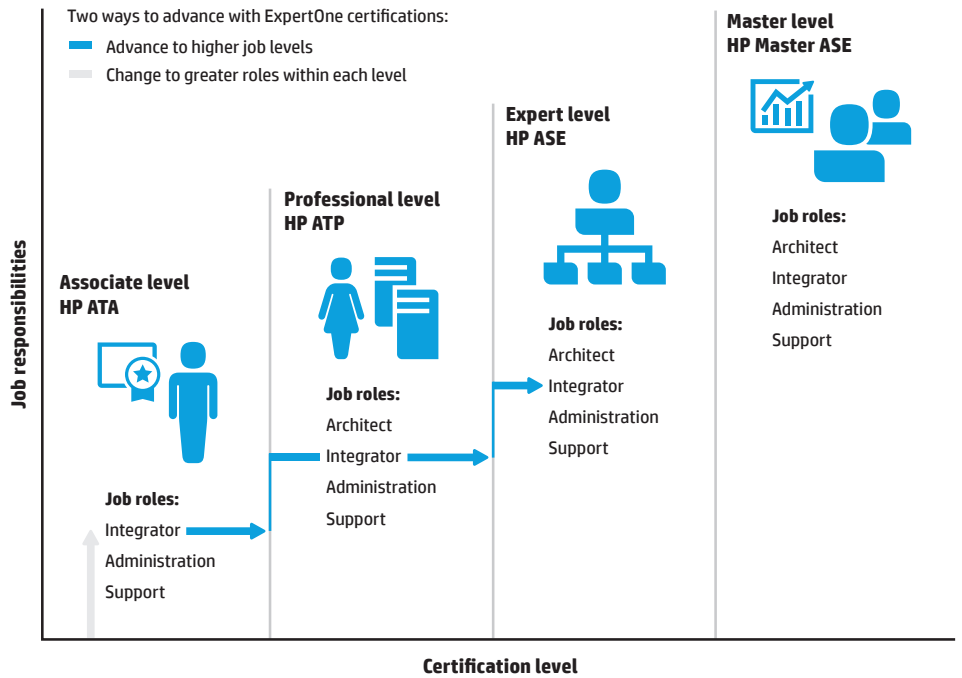 Two ways to advance with ExpertOne certifications:
Advance to higher job levels
Change to greater roles within each level
Job responsibilities
Associate level
HP ATA
Job roles:
Integrator
Administration
Support
Professional level
HP ATP
Job roles:
Architect
Integrator
Administration
Support
Expert level
HP ASE
Job roles:
Architect
Integrator
Administration
Support
Master level
HP Master ASE
Job roles:
Architect
Integrator
Administration
Support
Certification level